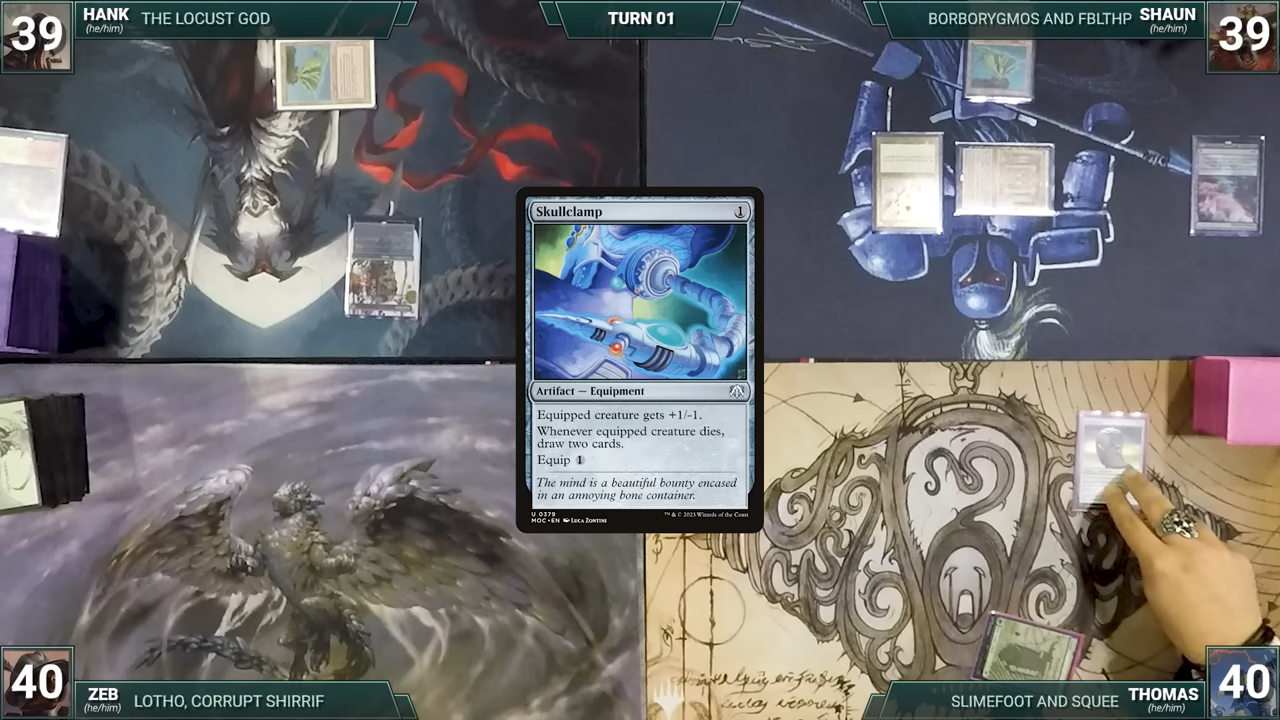 39
HANK
(he/him)
THE LOCUST GOD
TURN 01
BORBORYGMOS AND FBLTHP
SHAUN
(he/him)
39
Skullclamp
1
Artifact — Equipment
Equipped creature gets +1/-1.
Whenever equipped creature dies,
draw two cards.
Equip 1
The mind is a beautiful bounty encased
in an annoying bone container.
U 0379
MOC • EN LUCA ZONTINI
™ & © 2023 Wizards of the Coast
40
ZEB
(he/him)
LOTHO, CORRUPT SHIRRIF
SLIMEFOOT AND SQUEE
THOMAS
(he/him)
40